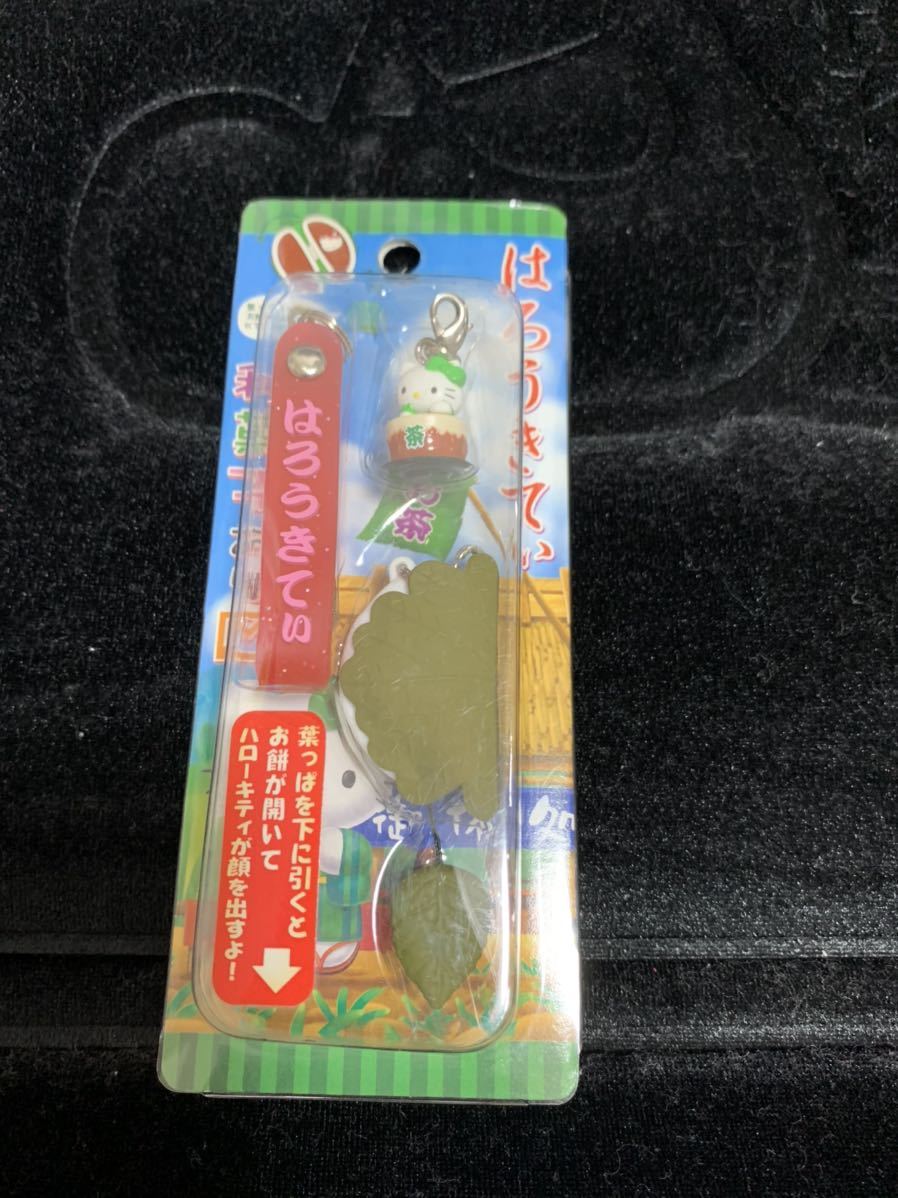 はろうきてぃ
はろうきてぃ
茶
茶
葉っぱを下に引くと
お餅が開いて
ハローキティが顔を出すよ!
御